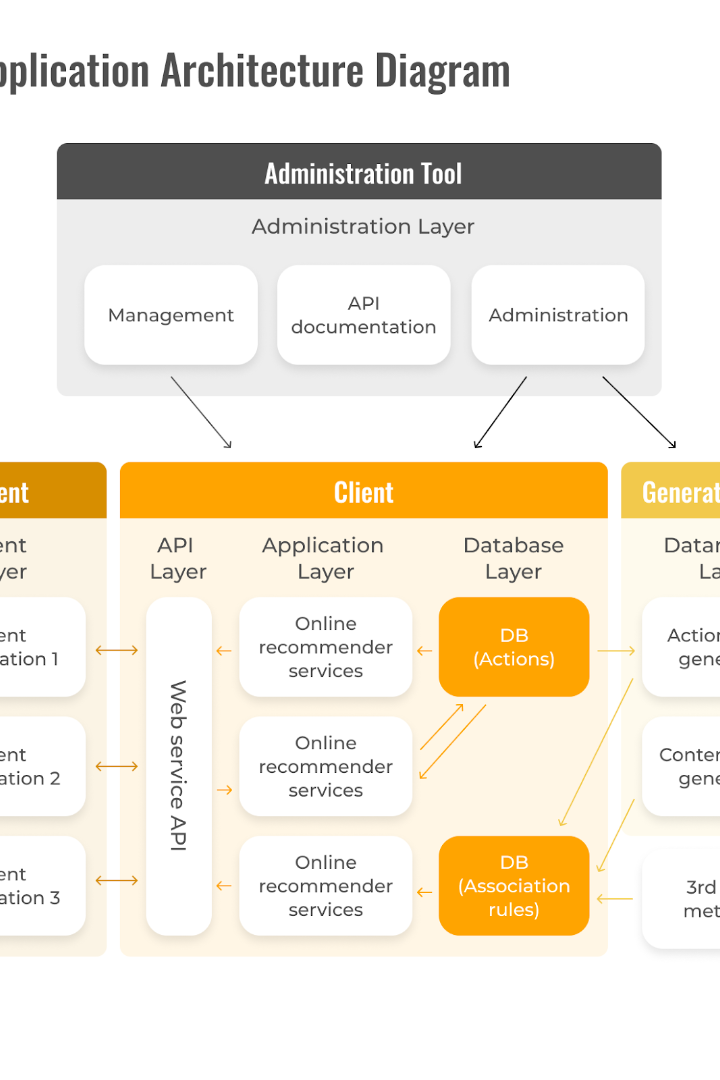 pplication Architecture Diagram
Administration Tool
Administration Layer
Management
API
documentation
Administration
ent
Client
Generat
ent
yer
API
Layer
Application
Layer
Database
Layer
Datar
La
ent
ation 1
ent
ation 2
ent
ation 3
Web service API
Online
recommender
services
Online
recommender
services
Online
recommender
services
DB
(Actions)
DB
(Association
rules)
Action
gene
Conten
gene
3rd
met